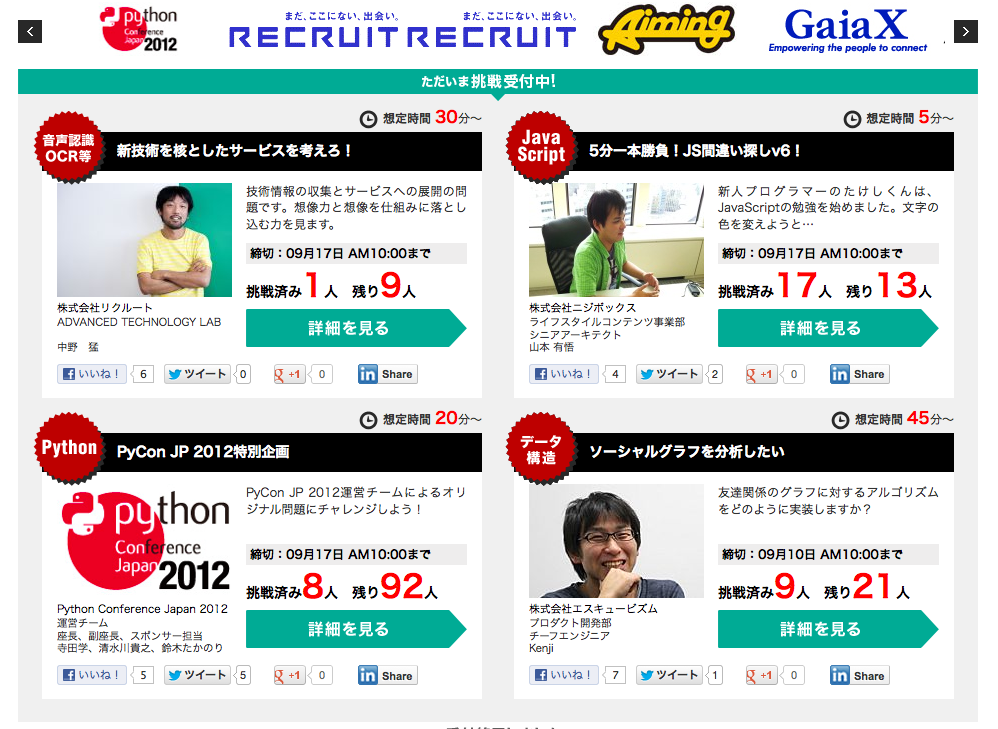 python
Conference
Japan 2012
まだ、ここにない、出会い。
RECRUIT
まだ、ここにない、出会い。
RECRUIT
Aiming
GaiaX
Empowering the people to connect
ただいま挑戦受付中!
想定時間 30分〜
音声認識
OCR等
新技術を核としたサービスを考えろ！
技術情報の収集とサービスへの展開の問
題です。想像力と想像を仕組みに落とし
込む力を見ます。
締切：09月17日 AM10:00まで
挑戦済み1人 残り9人
株式会社リクルート
ADVANCED TECHNOLOGY LAB
中野 猛
詳細を見る
いいね！ 6 ツイート 0 +1 0 in Share
想定時間 5分〜
Java
Script
5分一本勝負！JS間違い探しv6！
新人プログラマーのたけしくんは、
JavaScriptの勉強を始めました。文字の
色を変えようと…
締切：09月17日 AM10:00まで
挑戦済み17人 残り13人
株式会社ニジボックス
ライフスタイルコンテンツ事業部
シニアアーキテクト
山本 有悟
詳細を見る
いいね！ 4 ツイート 2 +1 0 in Share
想定時間 20分〜
Python
PyCon JP 2012特別企画
python
Conference
Japan 2012
PyCon JP 2012運営チームによるオリ
ジナル問題にチャレンジしよう！
締切：09月17日 AM10:00まで
挑戦済み8人 残り92人
Python Conference Japan 2012
運営チーム
座長、副座長、スポンサー担当
寺田学、清水川貴之、鈴木たかのり
詳細を見る
いいね！ 5 ツイート 5 +1 0 in Share
想定時間 45分〜
データ
構造
ソーシャルグラフを分析したい
友達関係のグラフに対するアルゴリズム
をどのように実装しますか？
締切：09月10日 AM10:00まで
挑戦済み9人 残り21人
株式会社エスキュービズム
プロダクト開発部
チーフエンジニア
Kenji
詳細を見る
いいね！ 7 ツイート 1 +1 0 in Share